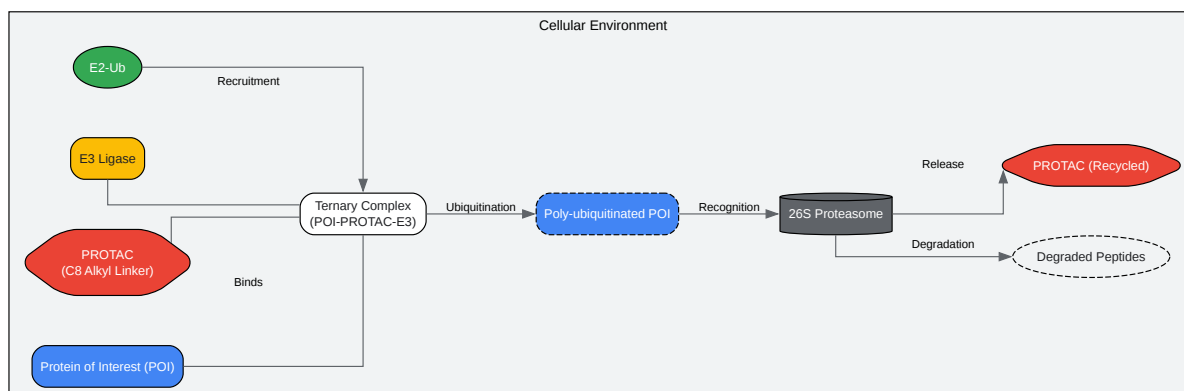 Cellular Environment
E2-Ub
Recruitment
E3 Ligase
PROTAC
(C8 Alkyl Linker)
Binds
Protein of Interest (POI)
Ternary Complex
(POI-PROTAC-E3)
Ubiquitination
Poly-ubiquitinated POI
Recognition
26S Proteasome
Release
PROTAC (Recycled)
Degradation
Degraded Peptides